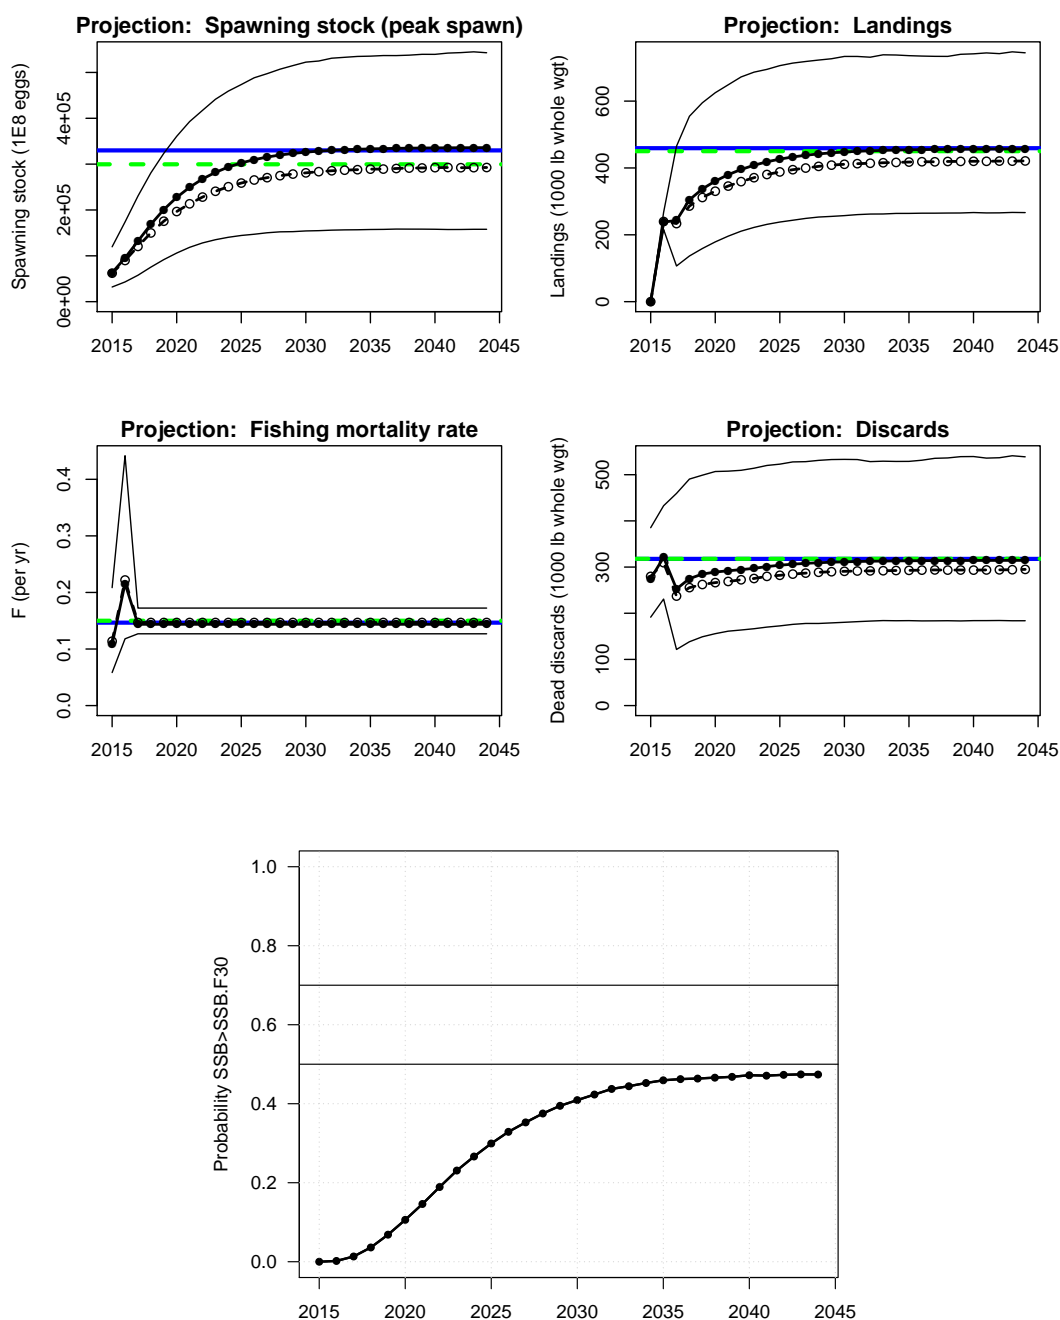 Projection: Spawning stock (peak spawn)
Spawning stock (1E8 eggs)
0e+00 2e+05 4e+05
2015 2020 2025 2030 2035 2040 2045
Projection: Landings
Landings (1000 lb whole wgt)
0 200 400 600
2015 2020 2025 2030 2035 2040 2045
Projection: Fishing mortality rate
F (per yr)
0.0 0.1 0.2 0.3 0.4
2015 2020 2025 2030 2035 2040 2045
Projection: Discards
Dead discards (1000 lb whole wgt)
0 100 300 500
2015 2020 2025 2030 2035 2040 2045
Probability SSB>SSB.F30
1.0
0.8
0.6
0.4
0.2
0.0
2015 2020 2025 2030 2035 2040 2045